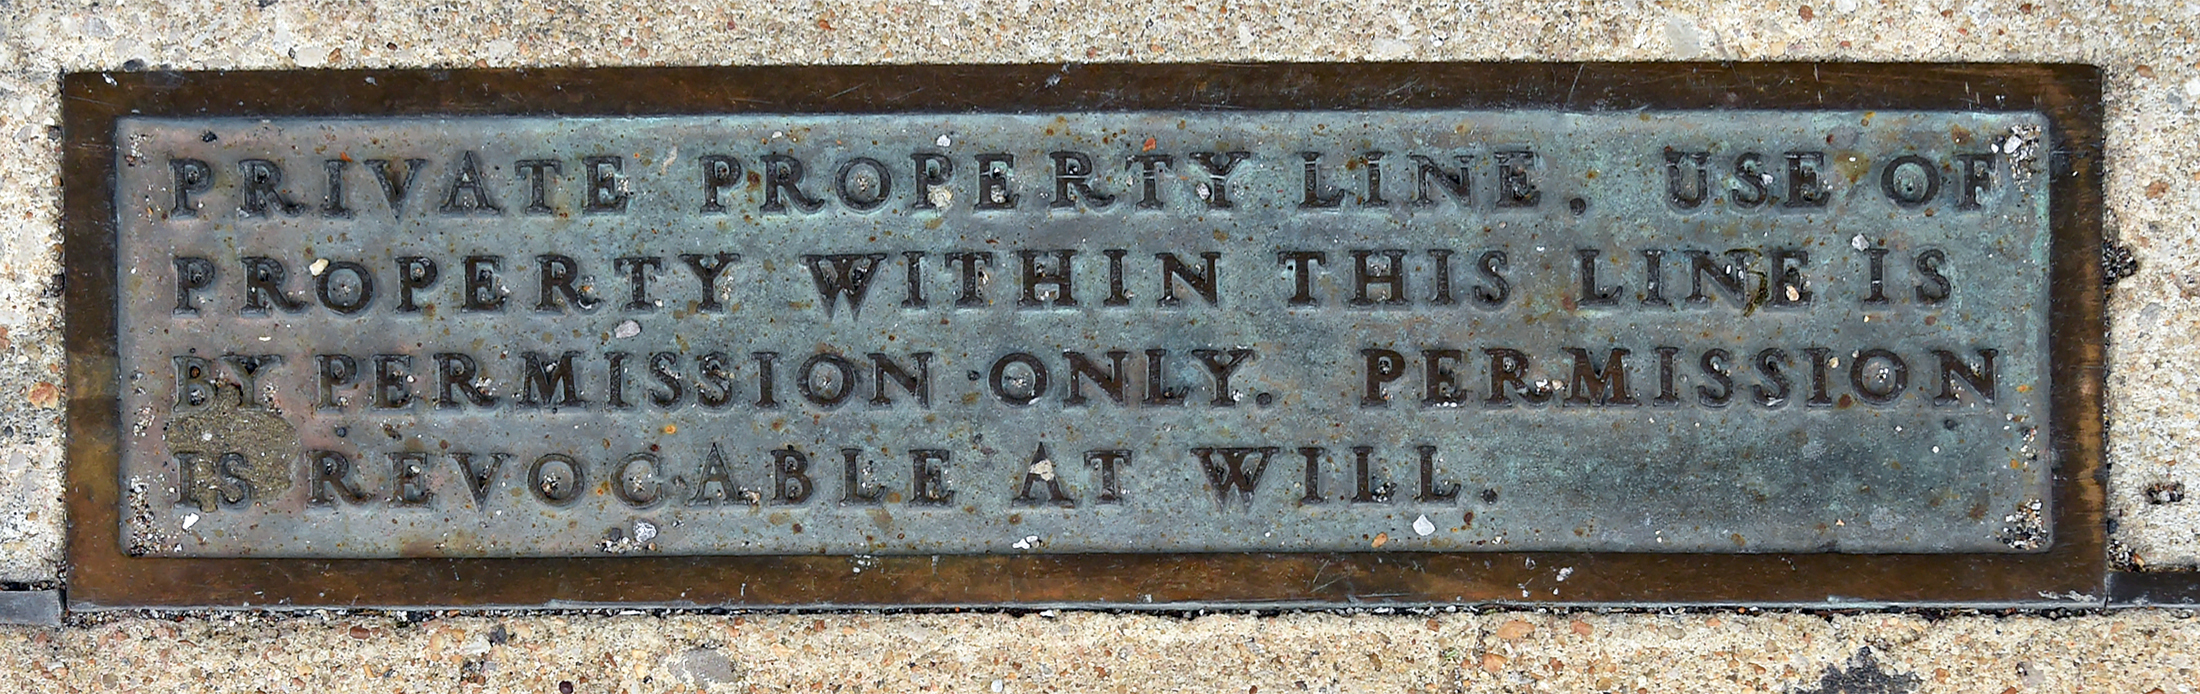 PRIVATE PROPERTY LINE. USE OF
PROPERTY WITHIN THIS LINE IS
BY PERMISSION ONLY. PERMISSION
IS REVOCABLE AT WILL.